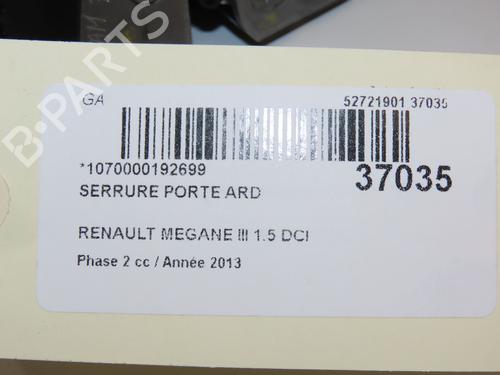 GA
52721901 37035
*1070000192699
37035
SERRURE PORTE ARD
RENAULT MEGANE III 1.5 DCI
Phase 2 cc / Année 2013
B-PARTS